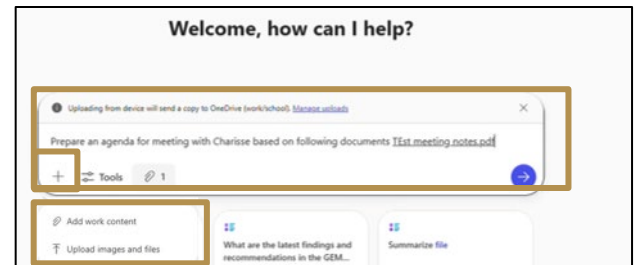 Welcome, how can I help?
Uploading from device will send a copy to OneDrive (work/school). Manage uploads
Prepare an agenda for meeting with Charisse based on following documents TEst meeting notes.pdf
Tools 1
Add work content
Upload images and files
What are the latest findings and
recommendations in the GEM...
Summarize file